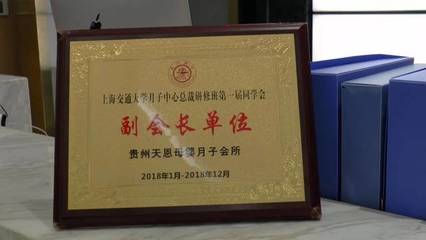 上海交通大学月子中心总裁研修班第一届同学会
副会长单位
贵州天恩母婴月子会所
2018年1月-2018年12月